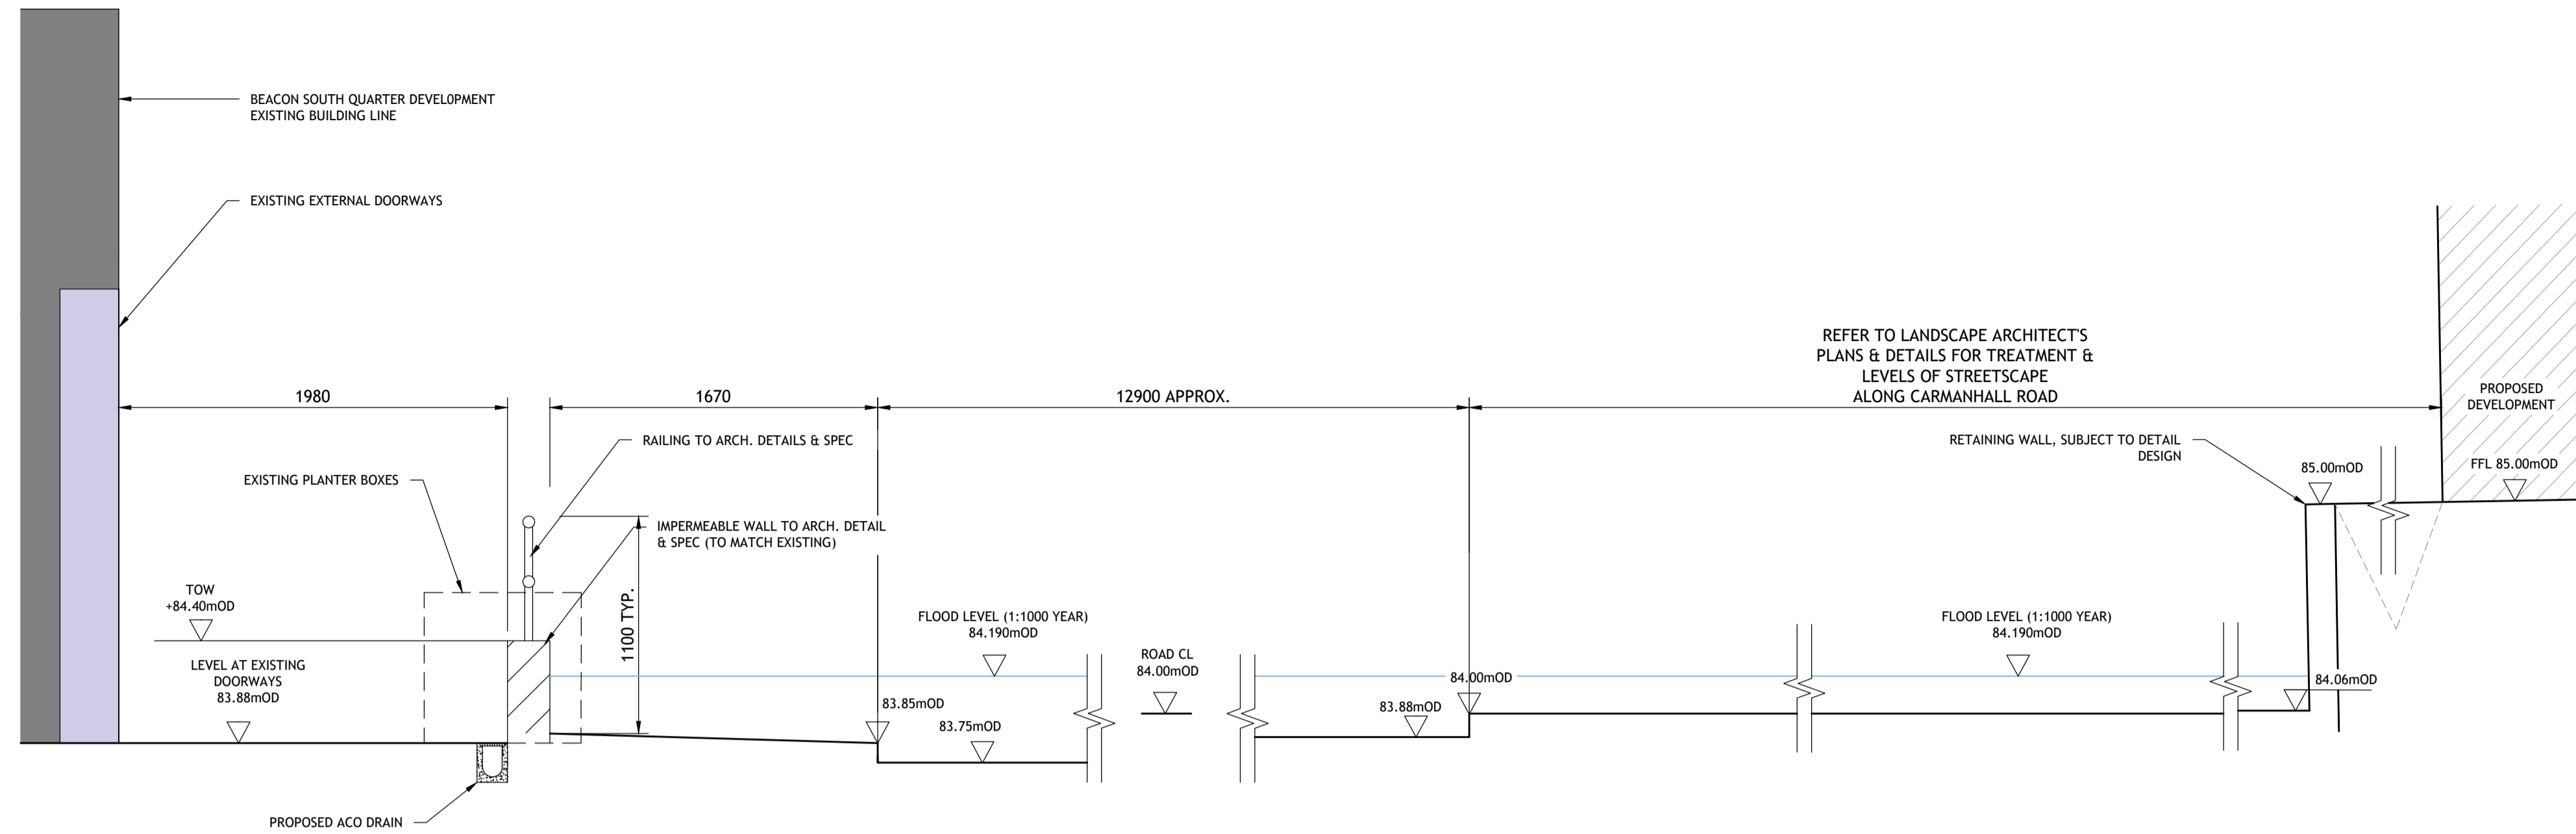 BEACON SOUTH QUARTER DEVELOPMENT
EXISTING BUILDING LINE
EXISTING EXTERNAL DOORWAYS
REFER TO LANDSCAPE ARCHITECT'S
PLANS & DETAILS FOR TREATMENT &
LEVELS OF STREETSCAPE
ALONG CARMANHALL ROAD
1980
1670
12900 APPROX.
PROPOSED
DEVELOPMENT
RAILING TO ARCH. DETAILS & SPEC
RETAINING WALL, SUBJECT TO DETAIL
DESIGN
85.00mOD
FFL 85.00mOD
EXISTING PLANTER BOXES
IMPERMEABLE WALL TO ARCH. DETAIL
& SPEC (TO MATCH EXISTING)
1100 TYP.
TOW
+84.40mOD
FLOOD LEVEL (1:1000 YEAR)
84.190mOD
FLOOD LEVEL (1:1000 YEAR)
84.190mOD
ROAD CL
84.00mOD
LEVEL AT EXISTING
DOORWAYS
83.88mOD
84.00mOD
84.06mOD
83.85mOD
83.88mOD
83.75mOD
PROPOSED ACO DRAIN